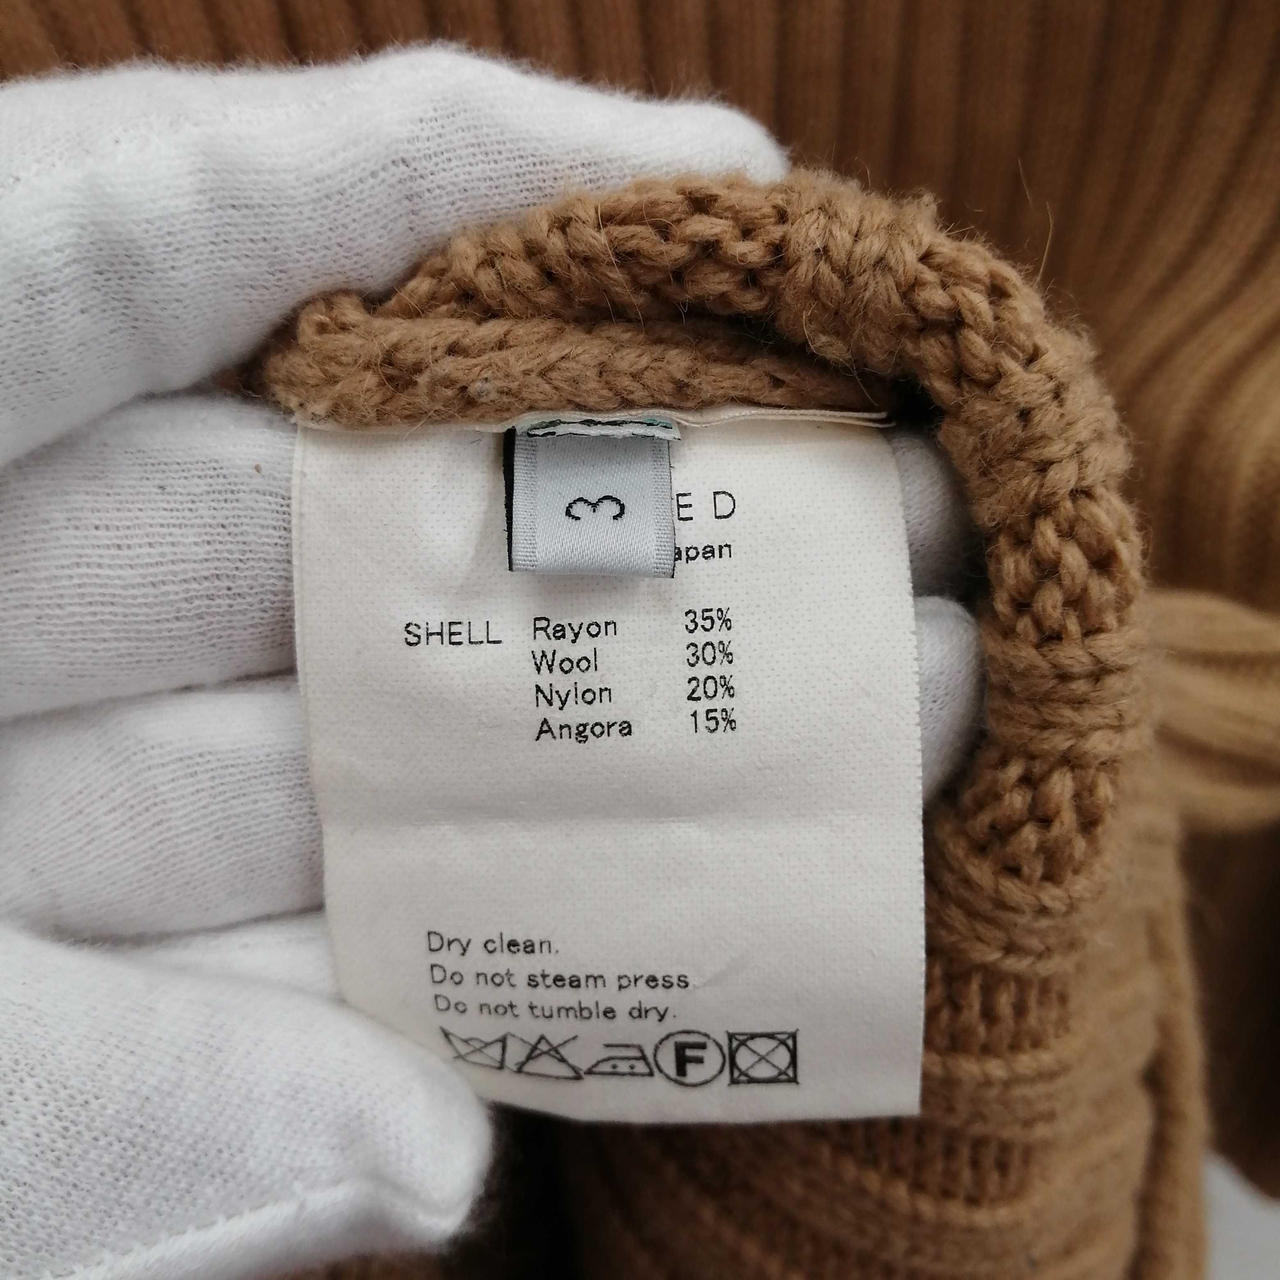 3
E D
apan
SHELL Rayon 35%
Wool 30%
Nylon 20%
Angora 15%
Dry clean.
Do not steam press.
Do not tumble dry.
F